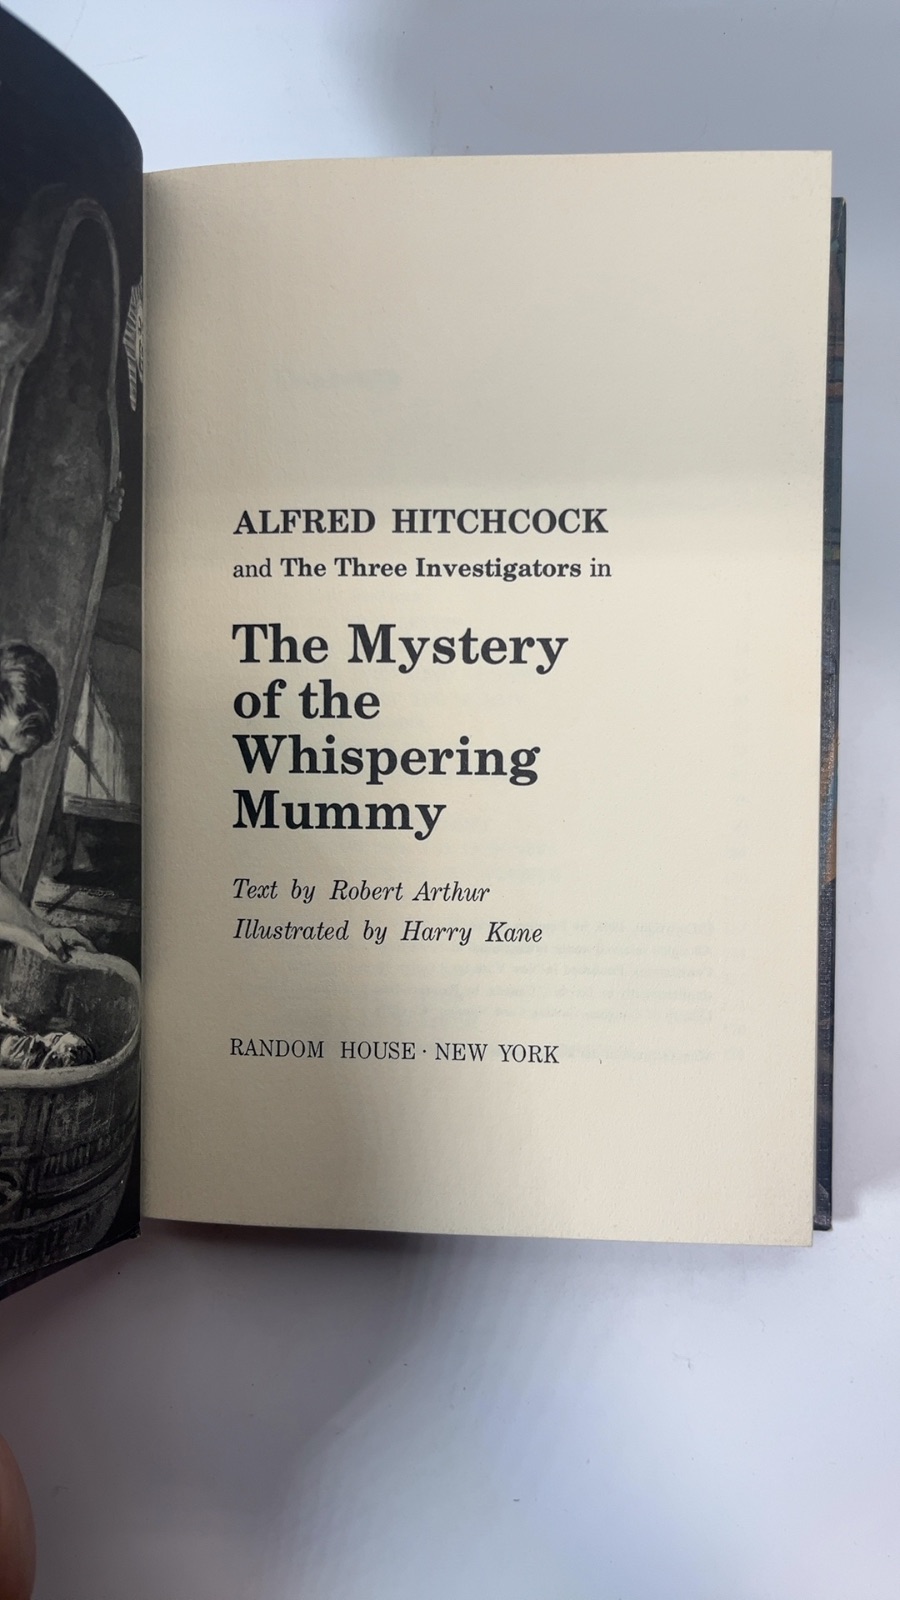 ALFRED HITCHCOCK
and The Three Investigators in
The Mystery
of the
Whispering
Mummy
Text by Robert Arthur
Illustrated by Harry Kane
RANDOM HOUSE · NEW YORK